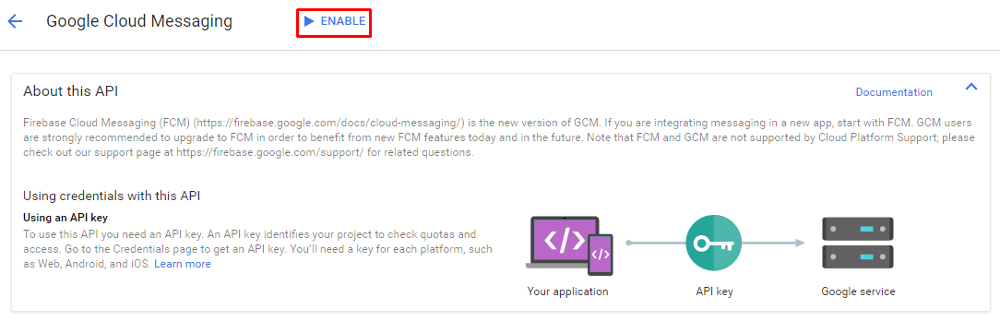 Google Cloud Messaging ENABLE
About this API
Documentation
Firebase Cloud Messaging (FCM) (https://firebase.google.com/docs/cloud-messaging/) is the new version of GCM. If you are integrating messaging in a new app, start with FCM. GCM users
are strongly recommended to upgrade to FCM in order to benefit from new FCM features today and in the future. Note that FCM and GCM are not supported by Cloud Platform Support; please
check out our support page at https://firebase.google.com/support/ for related questions.
Using credentials with this API
Using an API key
To use this API you need an API key. An API key identifies your project to check quotas and
access. Go to the Credentials page to get an API key. You'll need a key for each platform, such
as Web, Android, and iOS. Learn more
</>
</>
Your application
API key
Google service